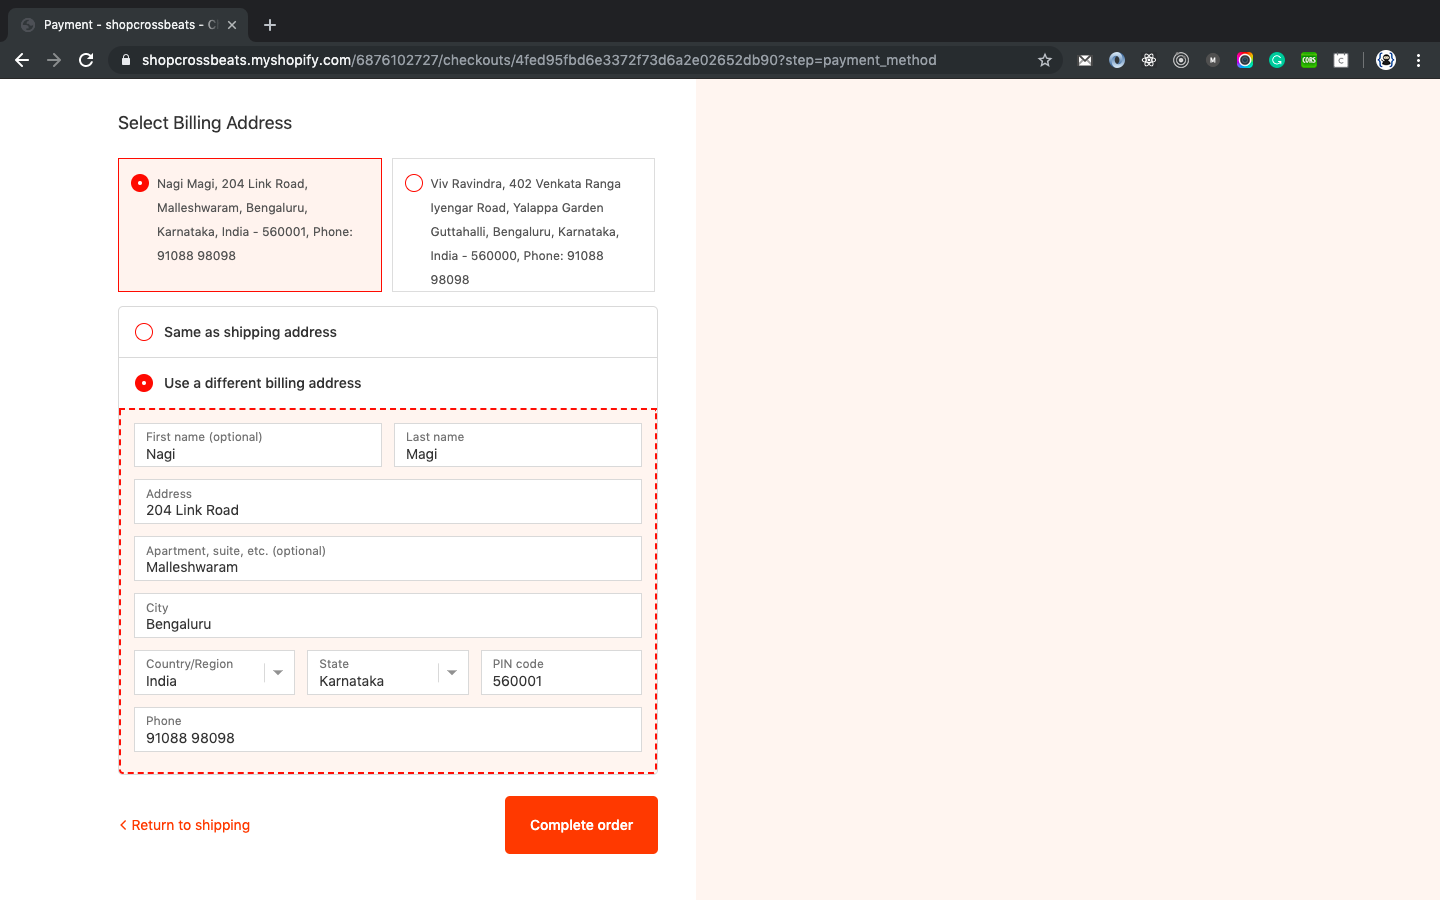 Payment - shopcrossbeats - C
shopcrossbeats.myshopify.com/6876102727/checkouts/4fed95fbd6e3372f73d6a2e02652db90?step=payment_method
M
CORS
C
Select Billing Address
Nagi Magi, 204 Link Road,
Malleshwaram, Bengaluru,
Karnataka, India - 560001, Phone:
91088 98098
Viv Ravindra, 402 Venkata Ranga
Iyengar Road, Yalappa Garden
Guttahalli, Bengaluru, Karnataka,
India - 560000, Phone: 91088
98098
Same as shipping address
Use a different billing address
First name (optional)
Nagi
Last name
Magi
Address
204 Link Road
Apartment, suite, etc. (optional)
Malleshwaram
City
Bengaluru
Country/Region
India
State
Karnataka
PIN code
560001
Phone
91088 98098
Return to shipping
Complete order